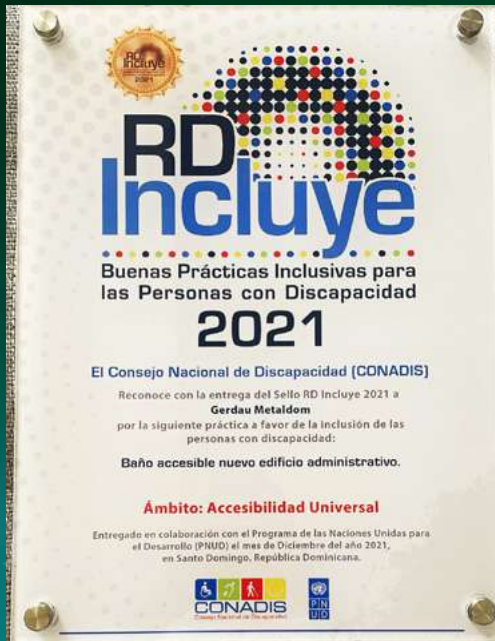 RD
Incluye
2021
RD
Incluye
Buenas Prácticas Inclusivas para
las Personas con Discapacidad
2021
El Consejo Nacional de Discapacidad (CONADIS)
Reconoce con la entrega del Sello RD Incluye 2021 a
Gerdau Metaldom
por la siguiente práctica a favor de la inclusión de las
personas con discapacidad:
Baño accesible nuevo edificio administrativo.
Ámbito: Accesibilidad Universal
Entregado en colaboración con el Programa de las Naciones Unidas para
el Desarrollo (PNUD) el mes de Diciembre del año 2021,
en Santo Domingo, República Dominicana.
CONADIS
Consejo Nacional de Discapacidad
P N
U D